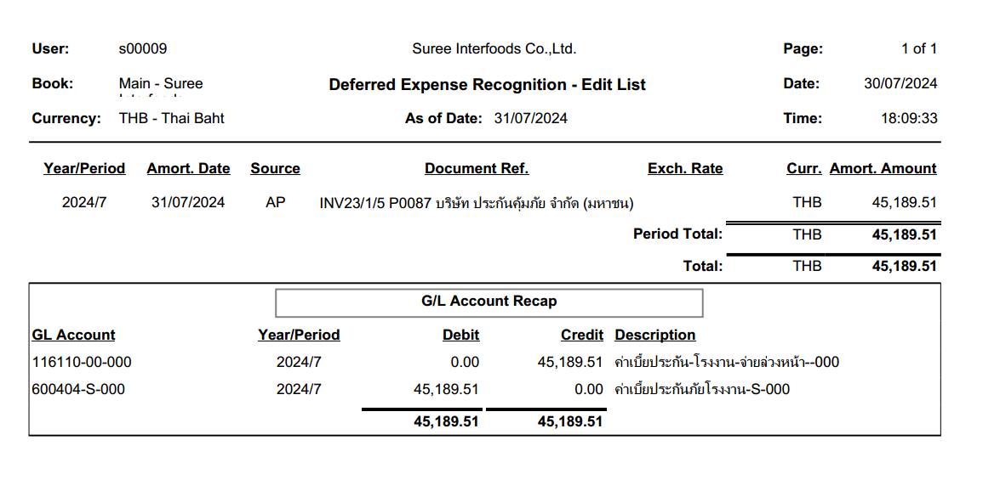 User: s00009 Suree Interfoods Co.,Ltd. Page: 1 of 1
Book: Main - Suree Deferred Expense Recognition - Edit List Date: 30/07/2024
Currency: THB - Thai Baht As of Date: 31/07/2024 Time: 18:09:33
Year/Period Amort. Date Source Document Ref. Exch. Rate Curr. Amort. Amount
2024/7 31/07/2024 AP INV23/1/5 P0087 บริษัท ประกันคุ้มภัย จำกัด (มหาชน) THB 45,189.51
Period Total: THB 45,189.51
Total: THB 45,189.51
G/L Account Recap
GL Account Year/Period Debit Credit Description
116110-00-000 2024/7 0.00 45,189.51 ค่าเบี้ยประกัน-โรงงาน-จ่ายล่วงหน้า--000
600404-S-000 2024/7 45,189.51 0.00 ค่าเบี้ยประกันภัยโรงงาน-S-000
45,189.51 45,189.51